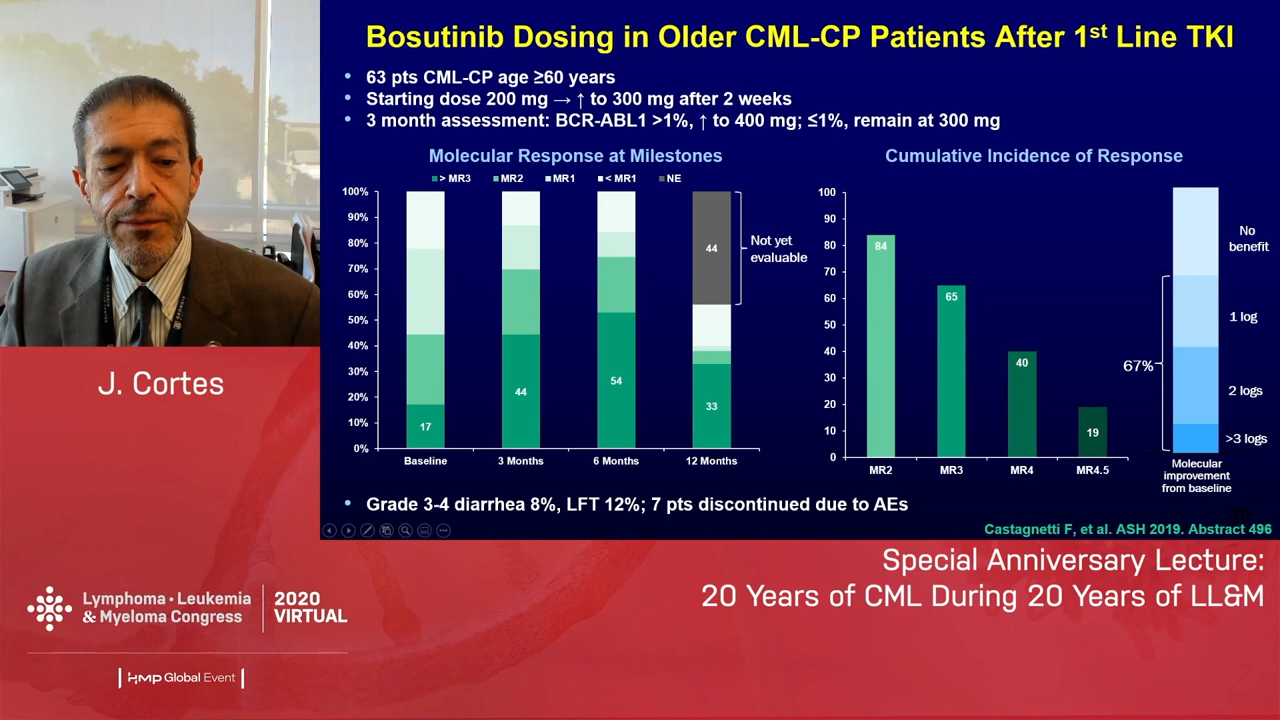 Bosutinib Dosing in Older CML-CP Patients After 1st Line TKI
• 63 pts CML-CP age ≥60 years
• Starting dose 200 mg → ↑ to 300 mg after 2 weeks
• 3 month assessment: BCR-ABL1 >1%, ↑ to 400 mg; ≤1%, remain at 300 mg
Molecular Response at Milestones
> MR3 MR2 MR1 < MR1 NE
100%
90%
80%
70%
60%
50%
40%
30%
20%
10%
0%
17
44
54
44
33
Not yet
evaluable
Baseline 3 Months 6 Months 12 Months
Cumulative Incidence of Response
100
90
80
70
60
50
40
30
20
10
0
84
65
40
19
MR2 MR3 MR4 MR4.5
67%
No
benefit
1 log
2 logs
>3 logs
Molecular
improvement
from baseline
• Grade 3-4 diarrhea 8%, LFT 12%; 7 pts discontinued due to AEs
Castagnetti F, et al. ASH 2019. Abstract 496
J. Cortes
Special Anniversary Lecture:
20 Years of CML During 20 Years of LL&M
Lymphoma • Leukemia
& Myeloma Congress
2020
VIRTUAL
HMP Global Event